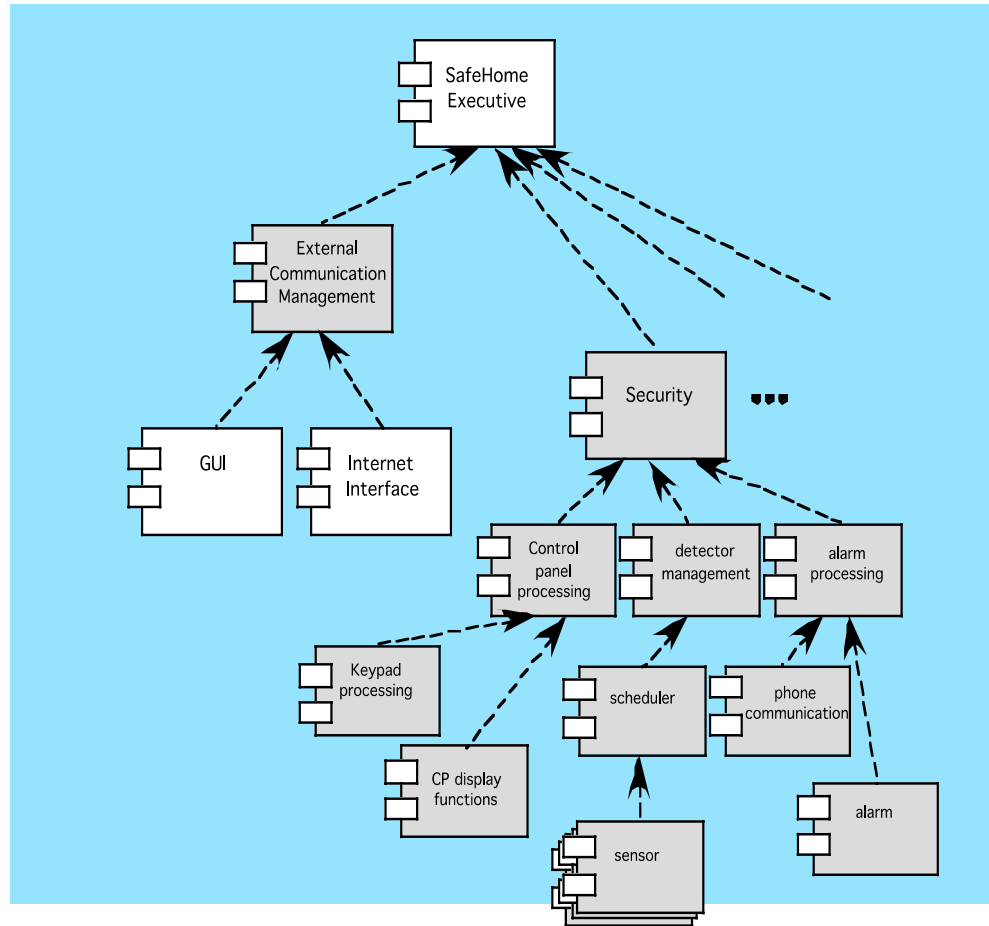 SafeHome
Executive
External
Communication
Management
Security
GUI
Internet
Interface
Control
panel
processing
detector
management
alarm
processing
Keypad
processing
scheduler
phone
communication
CP display
functions
alarm
sensor